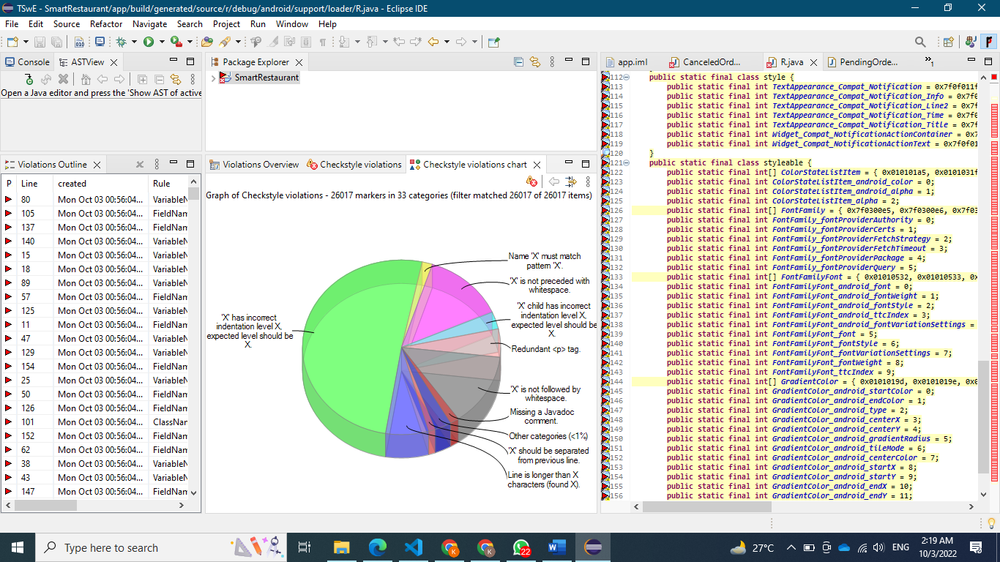 TSwE - SmartRestaurant/app/build/generated/source/r/debug/android/support/loader/R.java - Eclipse IDE
File Edit Source Refactor Navigate Search Project Run Window Help
Console ASTView
Open a Java editor and press the 'Show AST of active
Package Explorer
SmartRestaurant
Violations Outline
P Line created Rule
80 Mon Oct 03 00:56:04... VariableN
105 Mon Oct 03 00:56:04... FieldNam
137 Mon Oct 03 00:56:04... FieldNam
140 Mon Oct 03 00:56:04... VariableN
15 Mon Oct 03 00:56:04... VariableN
18 Mon Oct 03 00:56:04... VariableN
89 Mon Oct 03 00:56:04... VariableN
57 Mon Oct 03 00:56:04... FieldNam
125 Mon Oct 03 00:56:04... VariableN
11 Mon Oct 03 00:56:04... FieldNam
47 Mon Oct 03 00:56:04... VariableN
129 Mon Oct 03 00:56:04... VariableN
154 Mon Oct 03 00:56:04... FieldNam
25 Mon Oct 03 00:56:04... VariableN
50 Mon Oct 03 00:56:04... VariableN
126 Mon Oct 03 00:56:04... FieldNam
101 Mon Oct 03 00:56:04... ClassNan
152 Mon Oct 03 00:56:04... FieldNam
62 Mon Oct 03 00:56:04... FieldNam
38 Mon Oct 03 00:56:04... VariableN
43 Mon Oct 03 00:56:04... VariableN
147 Mon Oct 03 00:56:04... FieldNam
Violations Overview Checkstyle violations Checkstyle violations chart
Graph of Checkstyle violations - 26017 markers in 33 categories (filter matched 26017 of 26017 items)
Name 'X' must match
pattern 'X'.
'X' is not preceded with
whitespace.
'X' child has incorrect
indentation level X,
expected level should be
X.
Redundant <p> tag.
'X' is not followed by
whitespace.
Missing a Javadoc
comment.
Other categories (<1%)
'X' should be separated
from previous line.
Line is longer than X
characters (found X).
'X' has incorrect
indentation level X,
expected level should be
X.
app.iml CanceledOrd... R.java PendingOrde... »1
112 public static final class style {
113 public static final int TextAppearance_Compat_Notification = 0x7f0f011f
114 public static final int TextAppearance_Compat_Notification_Info = 0x7f0
115 public static final int TextAppearance_Compat_Notification_Line2 = 0x7f
116 public static final int TextAppearance_Compat_Notification_Time = 0x7f0
117 public static final int TextAppearance_Compat_Notification_Title = 0x7f
118 public static final int Widget_Compat_NotificationActionContainer = 0x7
119 public static final int Widget_Compat_NotificationActionText = 0x7f0f01
120 }
121 public static final class styleable {
122 public static final int[] ColorStateListItem = { 0x010101a5, 0x0101031f
123 public static final int ColorStateListItem_android_color = 0;
124 public static final int ColorStateListItem_android_alpha = 1;
125 public static final int ColorStateListItem_alpha = 2;
126 public static final int[] FontFamily = { 0x7f0300e5, 0x7f0300e6, 0x7f03
127 public static final int FontFamily_fontProviderAuthority = 0;
128 public static final int FontFamily_fontProviderCerts = 1;
129 public static final int FontFamily_fontProviderFetchStrategy = 2;
130 public static final int FontFamily_fontProviderFetchTimeout = 3;
131 public static final int FontFamily_fontProviderPackage = 4;
132 public static final int FontFamily_fontProviderQuery = 5;
133 public static final int[] FontFamilyFont = { 0x01010532, 0x01010533, 0x
134 public static final int FontFamilyFont_android_font = 0;
135 public static final int FontFamilyFont_android_fontWeight = 1;
136 public static final int FontFamilyFont_android_fontStyle = 2;
137 public static final int FontFamilyFont_android_ttcIndex = 3;
138 public static final int FontFamilyFont_android_fontVariationSettings =
139 public static final int FontFamilyFont_font = 5;
140 public static final int FontFamilyFont_fontStyle = 6;
141 public static final int FontFamilyFont_fontVariationSettings = 7;
142 public static final int FontFamilyFont_fontWeight = 8;
143 public static final int FontFamilyFont_ttcIndex = 9;
144 public static final int[] GradientColor = { 0x0101019d, 0x0101019e, 0x0
145 public static final int GradientColor_android_startColor = 0;
146 public static final int GradientColor_android_endColor = 1;
147 public static final int GradientColor_android_type = 2;
148 public static final int GradientColor_android_centerX = 3;
149 public static final int GradientColor_android_centerY = 4;
150 public static final int GradientColor_android_gradientRadius = 5;
151 public static final int GradientColor_android_tileMode = 6;
152 public static final int GradientColor_android_centerColor = 7;
153 public static final int GradientColor_android_startX = 8;
154 public static final int GradientColor_android_startY = 9;
155 public static final int GradientColor_android_endX = 10;
156 public static final int GradientColor_android_endY = 11;
Type here to search
22
27°C
ENG
2:19 AM
10/3/2022